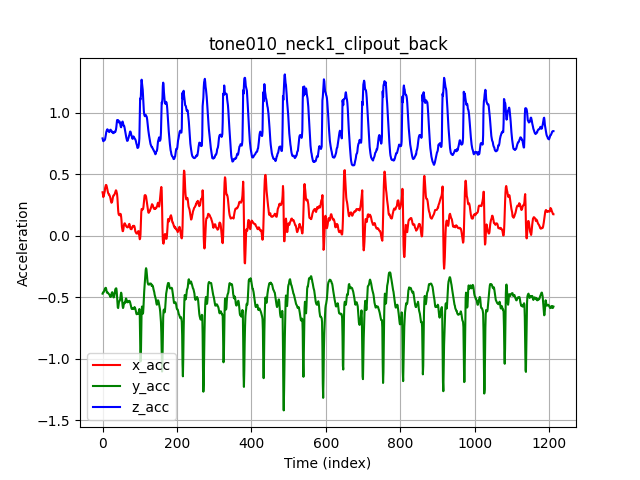 tone010_neck1_clipout_back
Acceleration
1.0
0.5
0.0
−0.5
−1.0
−1.5
x_acc
y_acc
z_acc
0 200 400 600 800 1000 1200
Time (index)